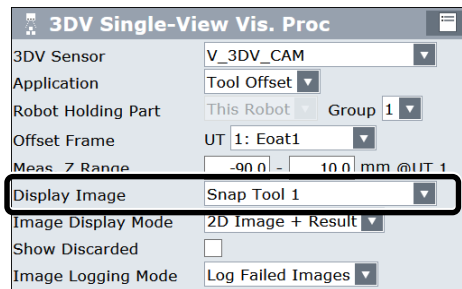 3DV Single-View Vis. Proc
3DV Sensor V_3DV_CAM
Application Tool Offset
Robot Holding Part This Robot Group 1
Offset Frame UT 1: Eoat1
Meas. Z Range -90.0 - 10.0 mm @UT 1
Display Image Snap Tool 1
Image Display Mode 2D Image + Result
Show Discarded
Image Logging Mode Log Failed Images